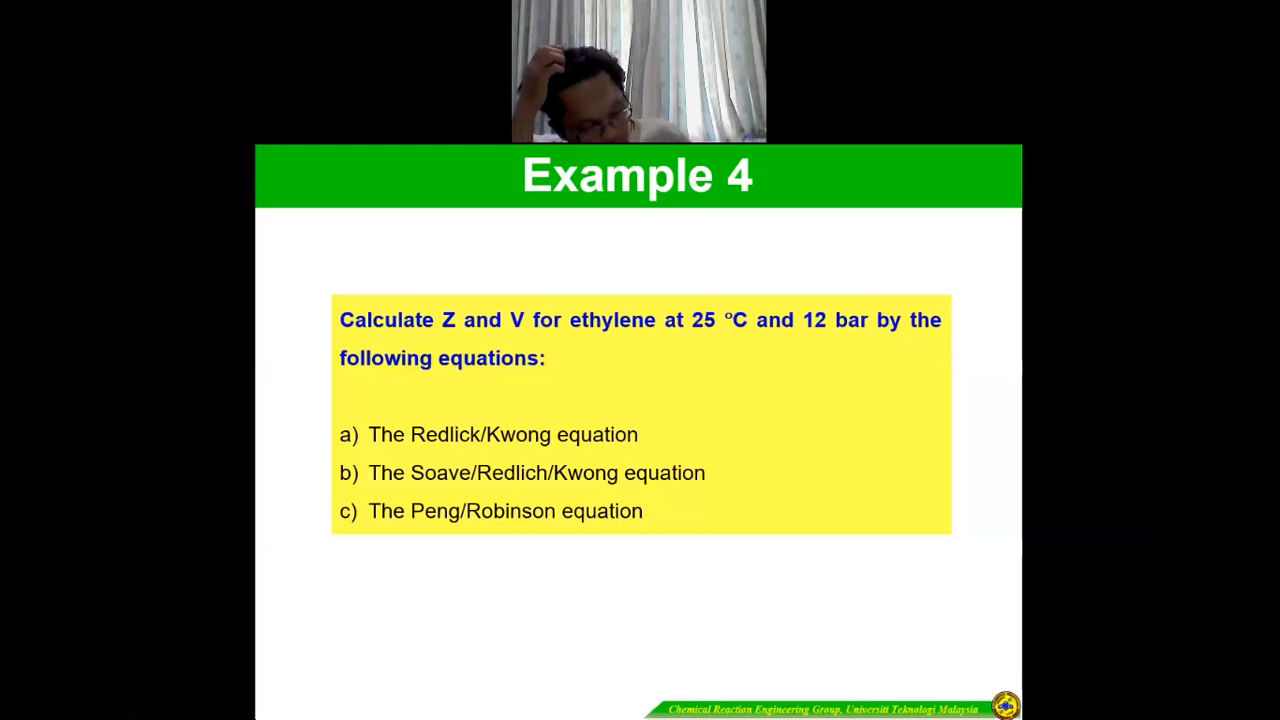 Example 4
Calculate Z and V for ethylene at 25 °C and 12 bar by the
following equations:
a) The Redlick/Kwong equation
b) The Soave/Redlich/Kwong equation
c) The Peng/Robinson equation
Chemical Reaction Engineering Group, Universiti Teknologi Malaysia